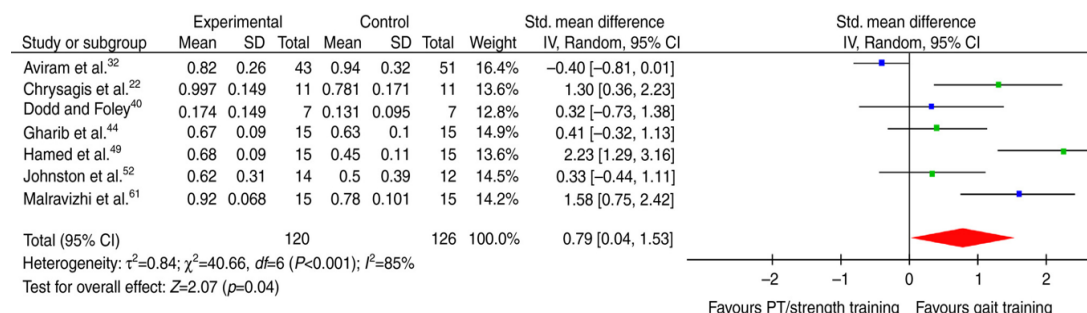 Experimental Control Std. mean difference Std. mean difference
Study or subgroup Mean SD Total Mean SD Total Weight IV, Random, 95% CI IV, Random, 95% CI
Aviram et al.32 0.82 0.26 43 0.94 0.32 51 16.4% −0.40 [−0.81, 0.01]
Chrysagis et al.22 0.997 0.149 11 0.781 0.171 11 13.6% 1.30 [0.36, 2.23]
Dodd and Foley40 0.174 0.149 7 0.131 0.095 7 12.8% 0.32 [−0.73, 1.38]
Gharib et al.44 0.67 0.09 15 0.63 0.1 15 14.9% 0.41 [−0.32, 1.13]
Hamed et al.49 0.68 0.09 15 0.45 0.11 15 13.6% 2.23 [1.29, 3.16]
Johnston et al.52 0.62 0.31 14 0.5 0.39 12 14.5% 0.33 [−0.44, 1.11]
Malravizhi et al.61 0.92 0.068 15 0.78 0.101 15 14.2% 1.58 [0.75, 2.42]
Total (95% CI) 120 126 100.0% 0.79 [0.04, 1.53]
Heterogeneity: τ2=0.84; χ2=40.66, df=6 (P<0.001); I2=85%
Test for overall effect: Z=2.07 (p=0.04)
−2 −1 0 1 2
Favours PT/strength training Favours gait training